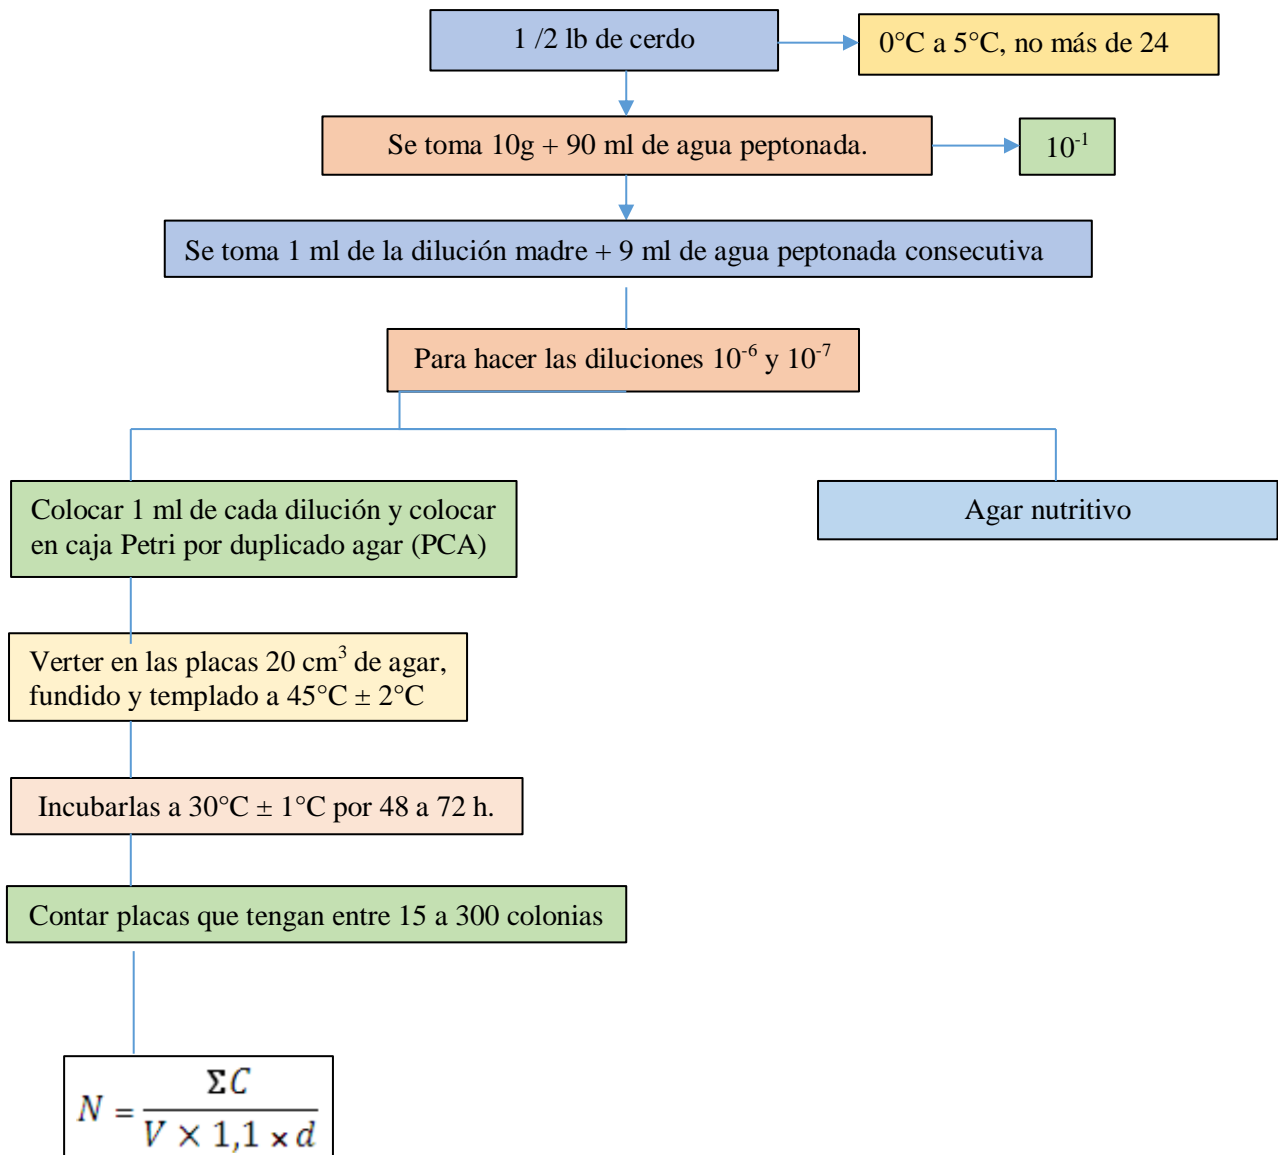 1 /2 lb de cerdo
0°C a 5°C, no más de 24
Se toma 10g + 90 ml de agua peptonada.
10⁻¹
Se toma 1 ml de la dilución madre + 9 ml de agua peptonada consecutiva
Para hacer las diluciones 10⁻⁶ y 10⁻⁷
Colocar 1 ml de cada dilución y colocar
en caja Petri por duplicado agar (PCA)
Agar nutritivo
Verter en las placas 20 cm³ de agar,
fundido y templado a 45°C ± 2°C
Incubarlas a 30°C ± 1°C por 48 a 72 h.
Contar placas que tengan entre 15 a 300 colonias
ΣC
N =
V × 1,1 × d